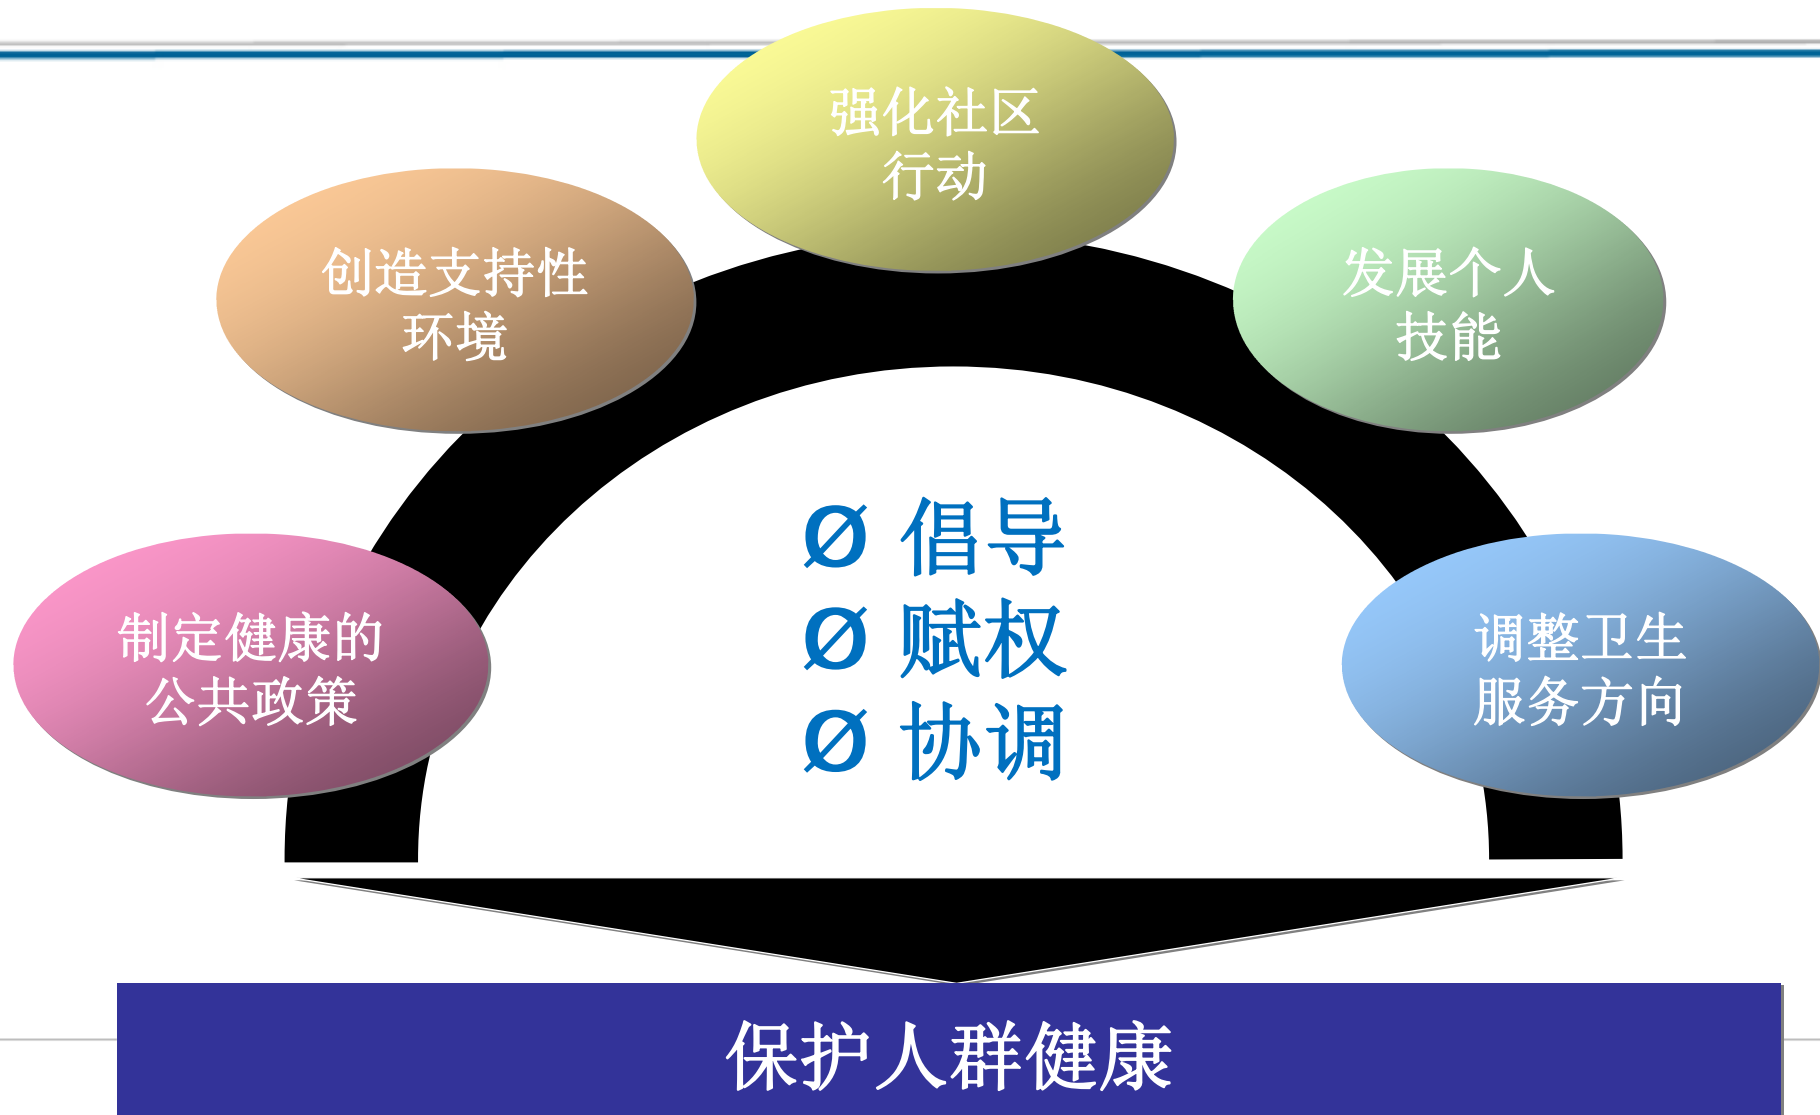 强化社区
行动
创造支持性
环境
发展个人
技能
制定健康的
公共政策
Ø 倡导
Ø 赋权
Ø 协调
调整卫生
服务方向
保护人群健康